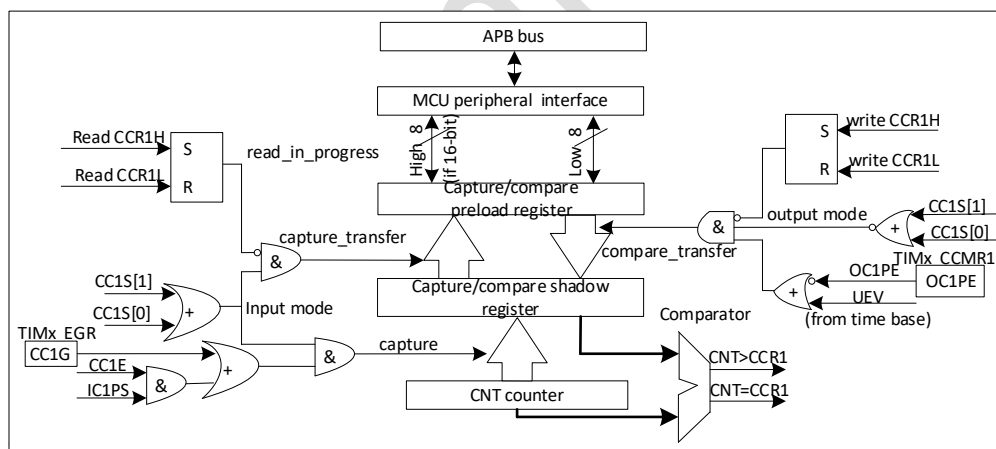 APB bus
MCU peripheral interface
Read CCR1H
Read CCR1L
S
R
read_in_progress
High 8
(if 16-bit)
Low 8
S
R
write CCR1H
write CCR1L
Capture/compare
preload register
capture_transfer
&
compare_transfer
&
output mode
+
CC1S[1]
CC1S[0]
TIMx_CCMR1
OC1PE
OC1PE
+
UEV
(from time base)
CC1S[1]
CC1S[0]
+
Input mode
Capture/compare shadow
register
Comparator
TIMx_EGR
CC1G
CC1E
IC1PS
&
+
&
capture
CNT>CCR1
CNT=CCR1
CNT counter